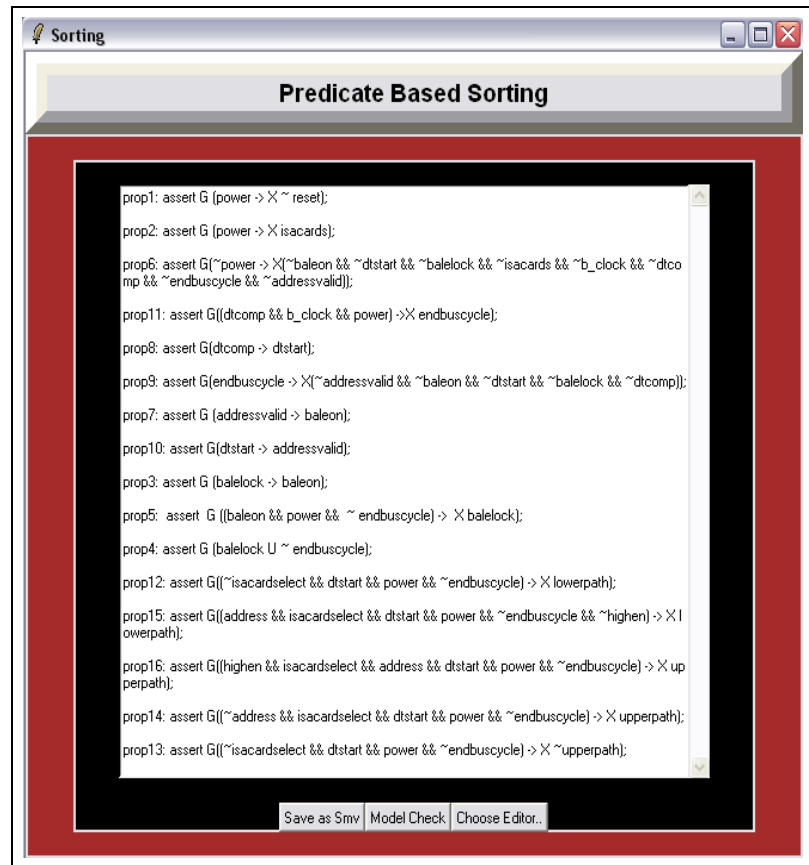 Sorting
Predicate Based Sorting
prop1: assert G (power -> X ~ reset);
prop2: assert G (power -> X isacards);
prop6: assert G(~power -> X(~baleon && ~dtstart && ~balelock && ~isacards && ~b_clock && ~dtco
mp && ~endbuscycle && ~addressvalid));
prop11: assert G((dtcomp && b_clock && power) ->X endbuscycle);
prop8: assert G(dtcomp -> dtstart);
prop9: assert G(endbuscycle -> X(~addressvalid && ~baleon && ~dtstart && ~balelock && ~dtcomp));
prop7: assert G (addressvalid -> baleon);
prop10: assert G(dtstart -> addressvalid);
prop3: assert G (balelock -> baleon);
prop5:  assert  G ((baleon && power &&  ~ endbuscycle) ->  X balelock);
prop4: assert G (balelock U ~ endbuscycle);
prop12: assert G((~isacardselect && dtstart && power && ~endbuscycle) -> X lowerpath);
prop15: assert G((address && isacardselect && dtstart && power && ~endbuscycle && ~highen) -> X l
owerpath);
prop16: assert G((highen && isacardselect && address && dtstart && power && ~endbuscycle) -> X up
perpath);
prop14: assert G((~address && isacardselect && dtstart && power && ~endbuscycle) -> X upperpath);
prop13: assert G((~isacardselect && dtstart && power && ~endbuscycle) -> X ~upperpath);
Save as Smv Model Check Choose Editor..